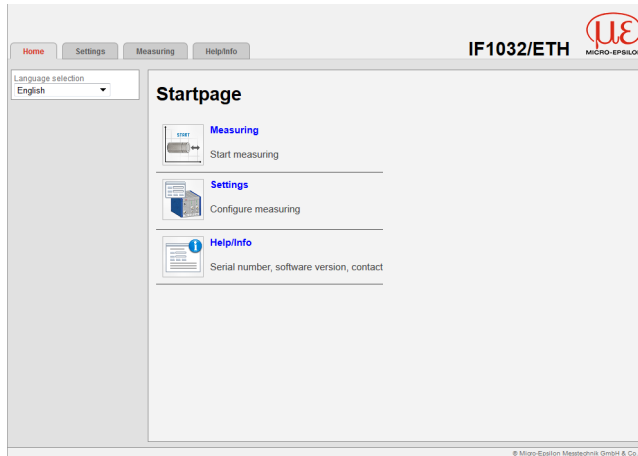 Home
Settings
Measuring
Help/Info
IF1032/ETH
με
MICRO-EPSILON
Language selection
English
Startpage
START
Measuring
Start measuring
Settings
Configure measuring
Help/Info
Serial number, software version, contact
© Micro-Epsilon Messtechnik GmbH & Co.